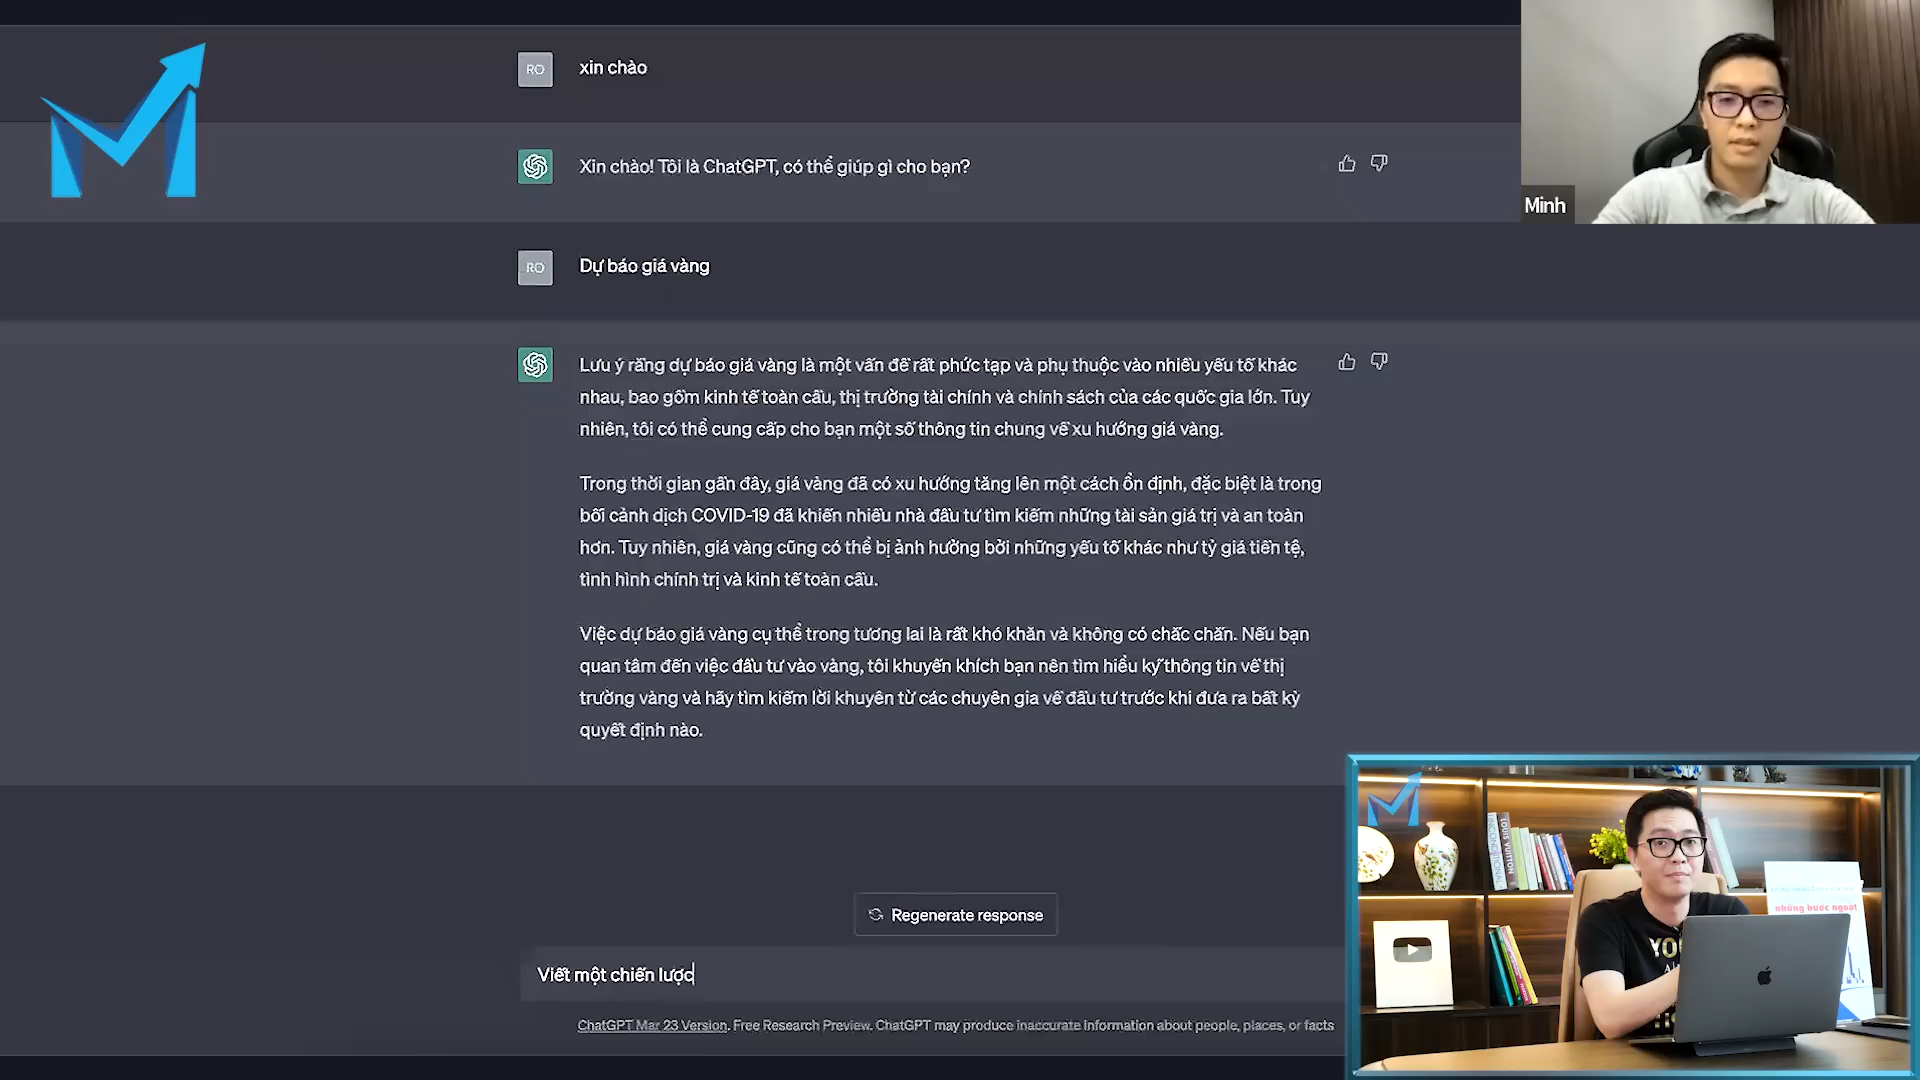 RO
xin chào
Xin chào! Tôi là ChatGPT, có thể giúp gì cho bạn?
Minh
RO
Dự báo giá vàng
Lưu ý rằng dự báo giá vàng là một vấn đề rất phức tạp và phụ thuộc vào nhiều yếu tố khác
nhau, bao gồm kinh tế toàn cầu, thị trường tài chính và chính sách của các quốc gia lớn. Tuy
nhiên, tôi có thể cung cấp cho bạn một số thông tin chung về xu hướng giá vàng.
Trong thời gian gần đây, giá vàng đã có xu hướng tăng lên một cách ổn định, đặc biệt là trong
bối cảnh dịch COVID-19 đã khiến nhiều nhà đầu tư tìm kiếm những tài sản giá trị và an toàn
hơn. Tuy nhiên, giá vàng cũng có thể bị ảnh hưởng bởi những yếu tố khác như tỷ giá tiền tệ,
tình hình chính trị và kinh tế toàn cầu.
Việc dự báo giá vàng cụ thể trong tương lai là rất khó khăn và không có chắc chắn. Nếu bạn
quan tâm đến việc đầu tư vào vàng, tôi khuyến khích bạn nên tìm hiểu kỹ thông tin về thị
trường vàng và hãy tìm kiếm lời khuyên từ các chuyên gia về đầu tư trước khi đưa ra bất kỳ
quyết định nào.
Regenerate response
Viết một chiến lược
ChatGPT Mar 23 Version. Free Research Preview. ChatGPT may produce inaccurate information about people, places, or facts
LOUIS VUITTON
những bước ngoặt